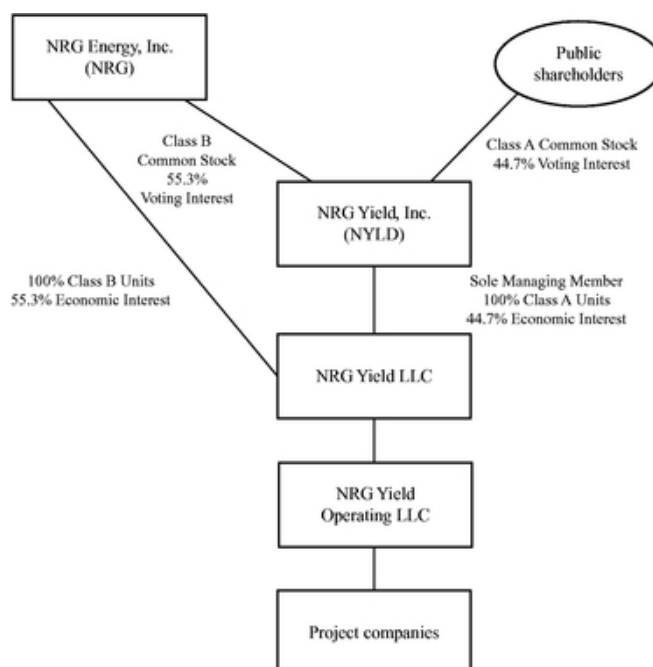 NRG Energy, Inc.
(NRG)
Public
shareholders
Class B
Common Stock
55.3%
Voting Interest
Class A Common Stock
44.7% Voting Interest
NRG Yield, Inc.
(NYLD)
100% Class B Units
55.3% Economic Interest
Sole Managing Member
100% Class A Units
44.7% Economic Interest
NRG Yield LLC
NRG Yield
Operating LLC
Project companies